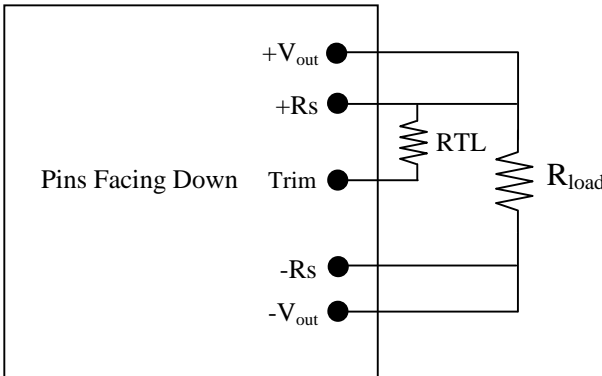 +Vout
+Rs
RTL
Pins Facing Down Trim
Rload
-Rs
-Vout